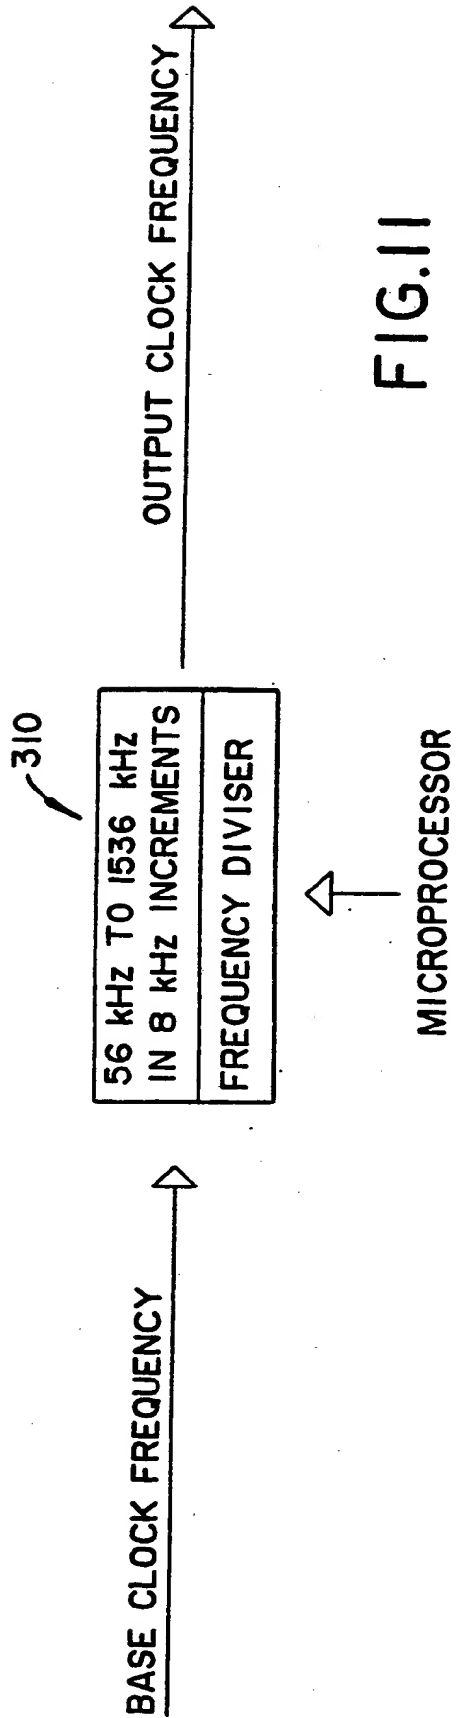 310
BASE CLOCK FREQUENCY
56 kHz TO 1536 kHz
IN 8 kHz INCREMENTS
FREQUENCY DIVISER
OUTPUT CLOCK FREQUENCY
MICROPROCESSOR
FIG.11